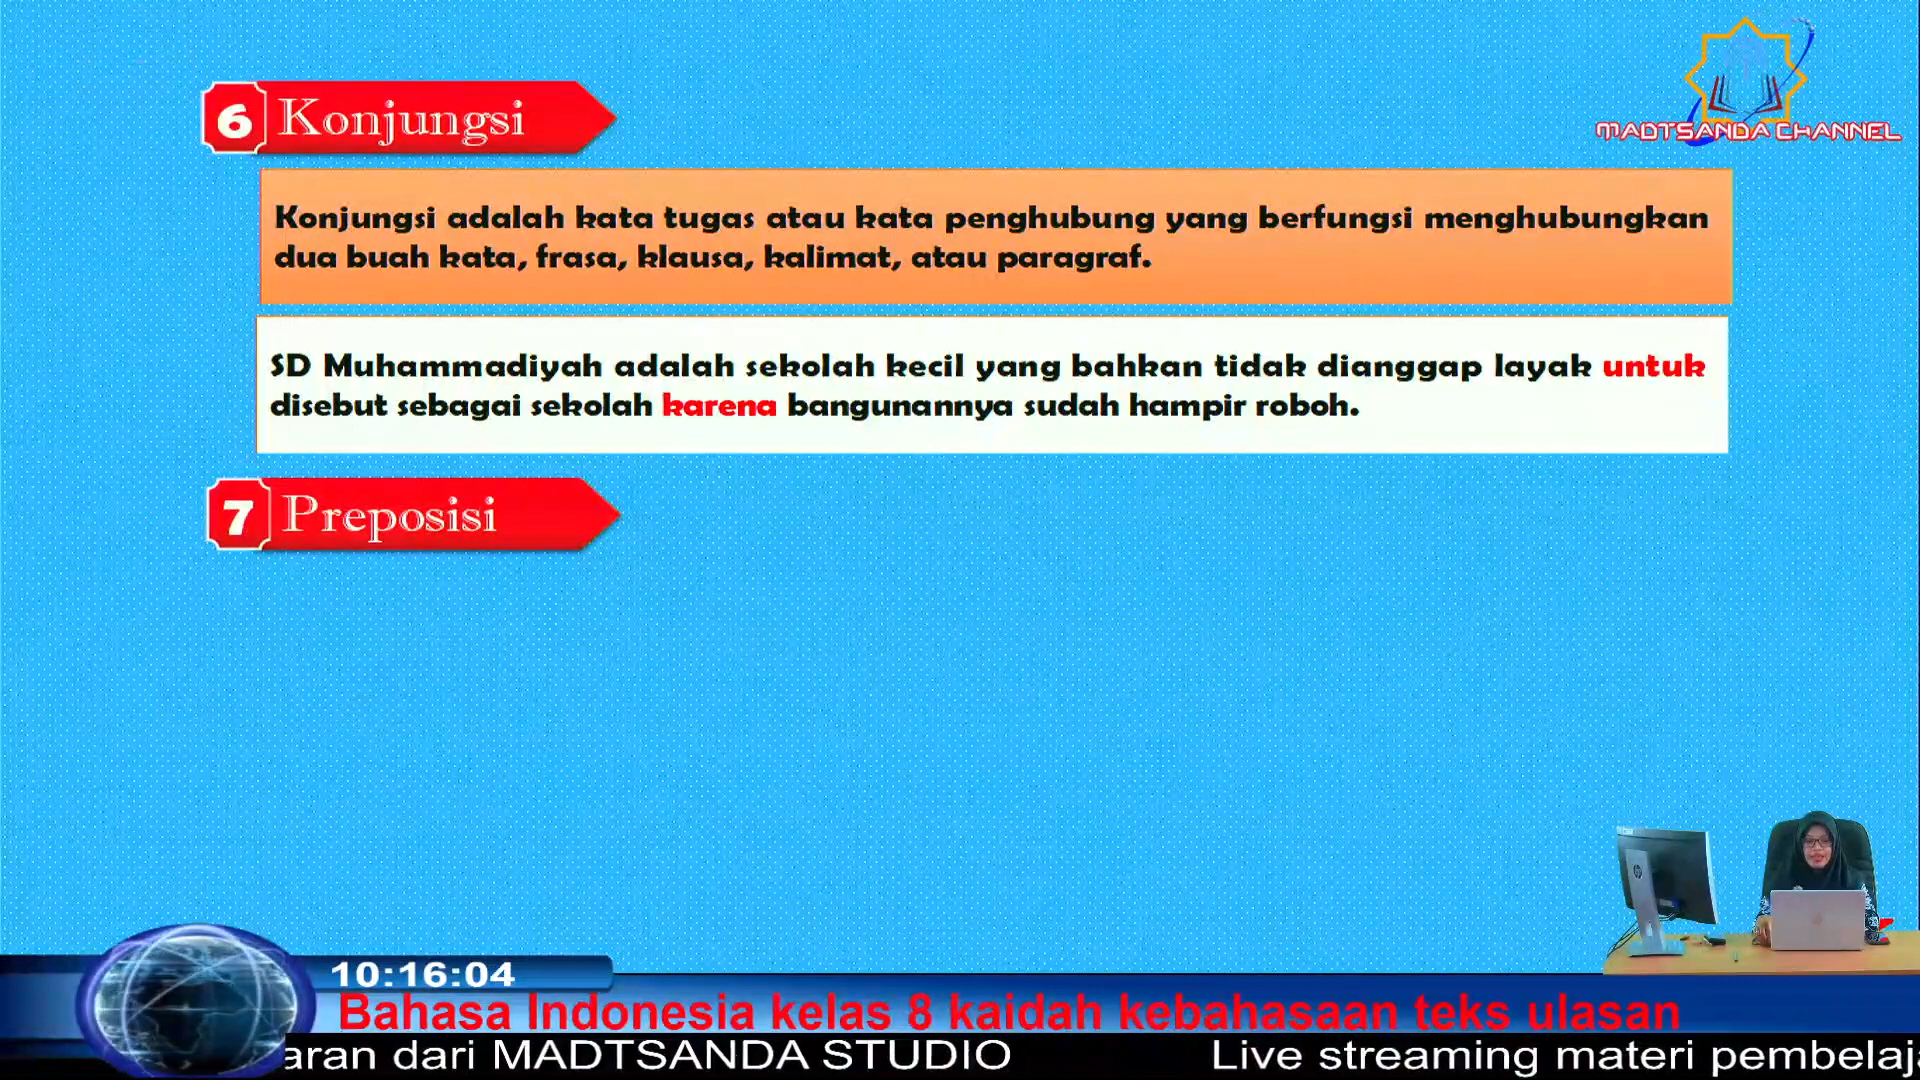 MADTSANDA CHANNEL
6 Konjungsi
Konjungsi adalah kata tugas atau kata penghubung yang berfungsi menghubungkan
dua buah kata, frasa, klausa, kalimat, atau paragraf.
SD Muhammadiyah adalah sekolah kecil yang bahkan tidak dianggap layak untuk
disebut sebagai sekolah karena bangunannya sudah hampir roboh.
7 Preposisi
10:16:04
Bahasa Indonesia kelas 8 kaidah kebahasaan teks ulasan
aran dari MADTSANDA STUDIO Live streaming materi pembelaja